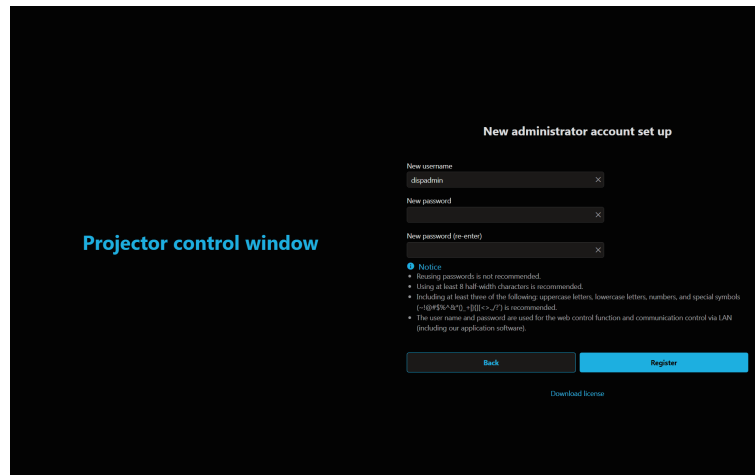 New administrator account set up
New username
dispadmin
New password
Projector control window
New password (re-enter)
Notice
• Reusing passwords is not recommended.
• Using at least 8 half-width characters is recommended.
• Including at least three of the following: uppercase letters, lowercase letters, numbers, and special symbols
is recommended.
• The user name and password are used for the web control function and communication control via LAN
(including our application software).
Back
Register
Download license